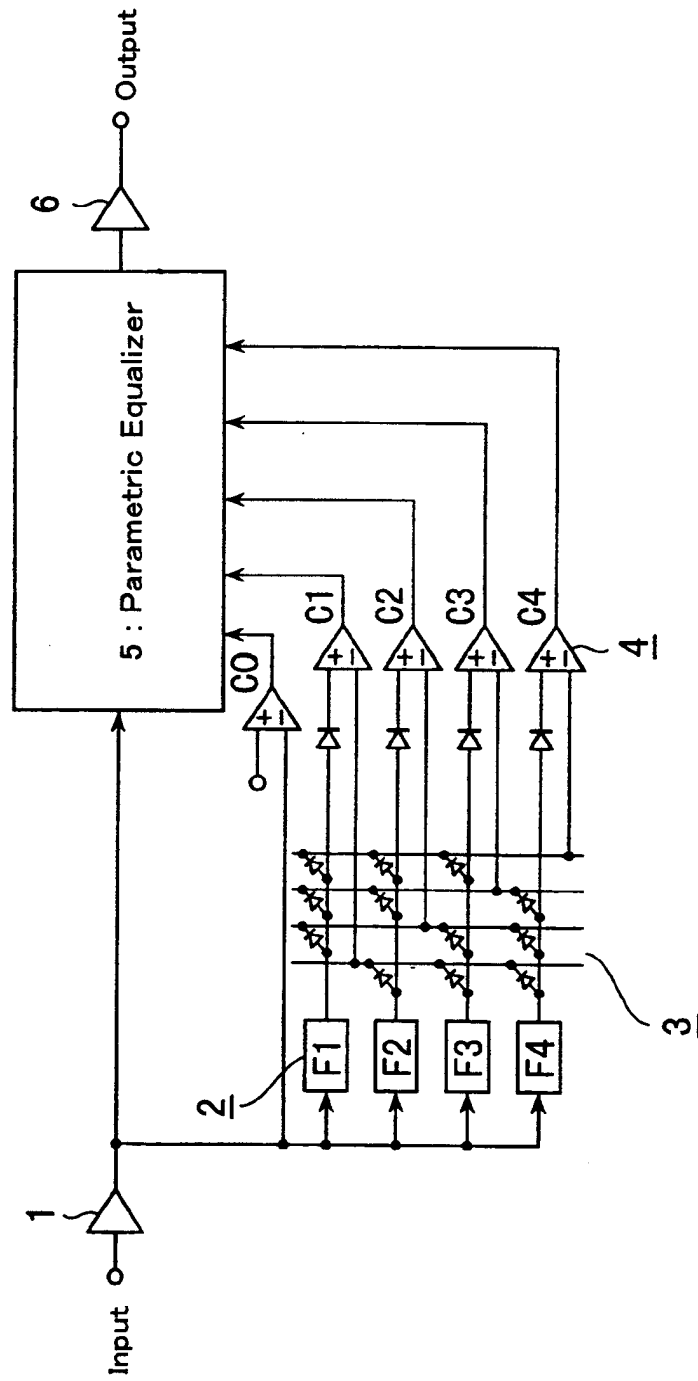 Input
1
2
F1
F2
F3
F4
3
C0
+ -
C1
+ -
C2
+ -
C3
+ -
C4
+ -
4
5 : Parametric Equalizer
6
Output